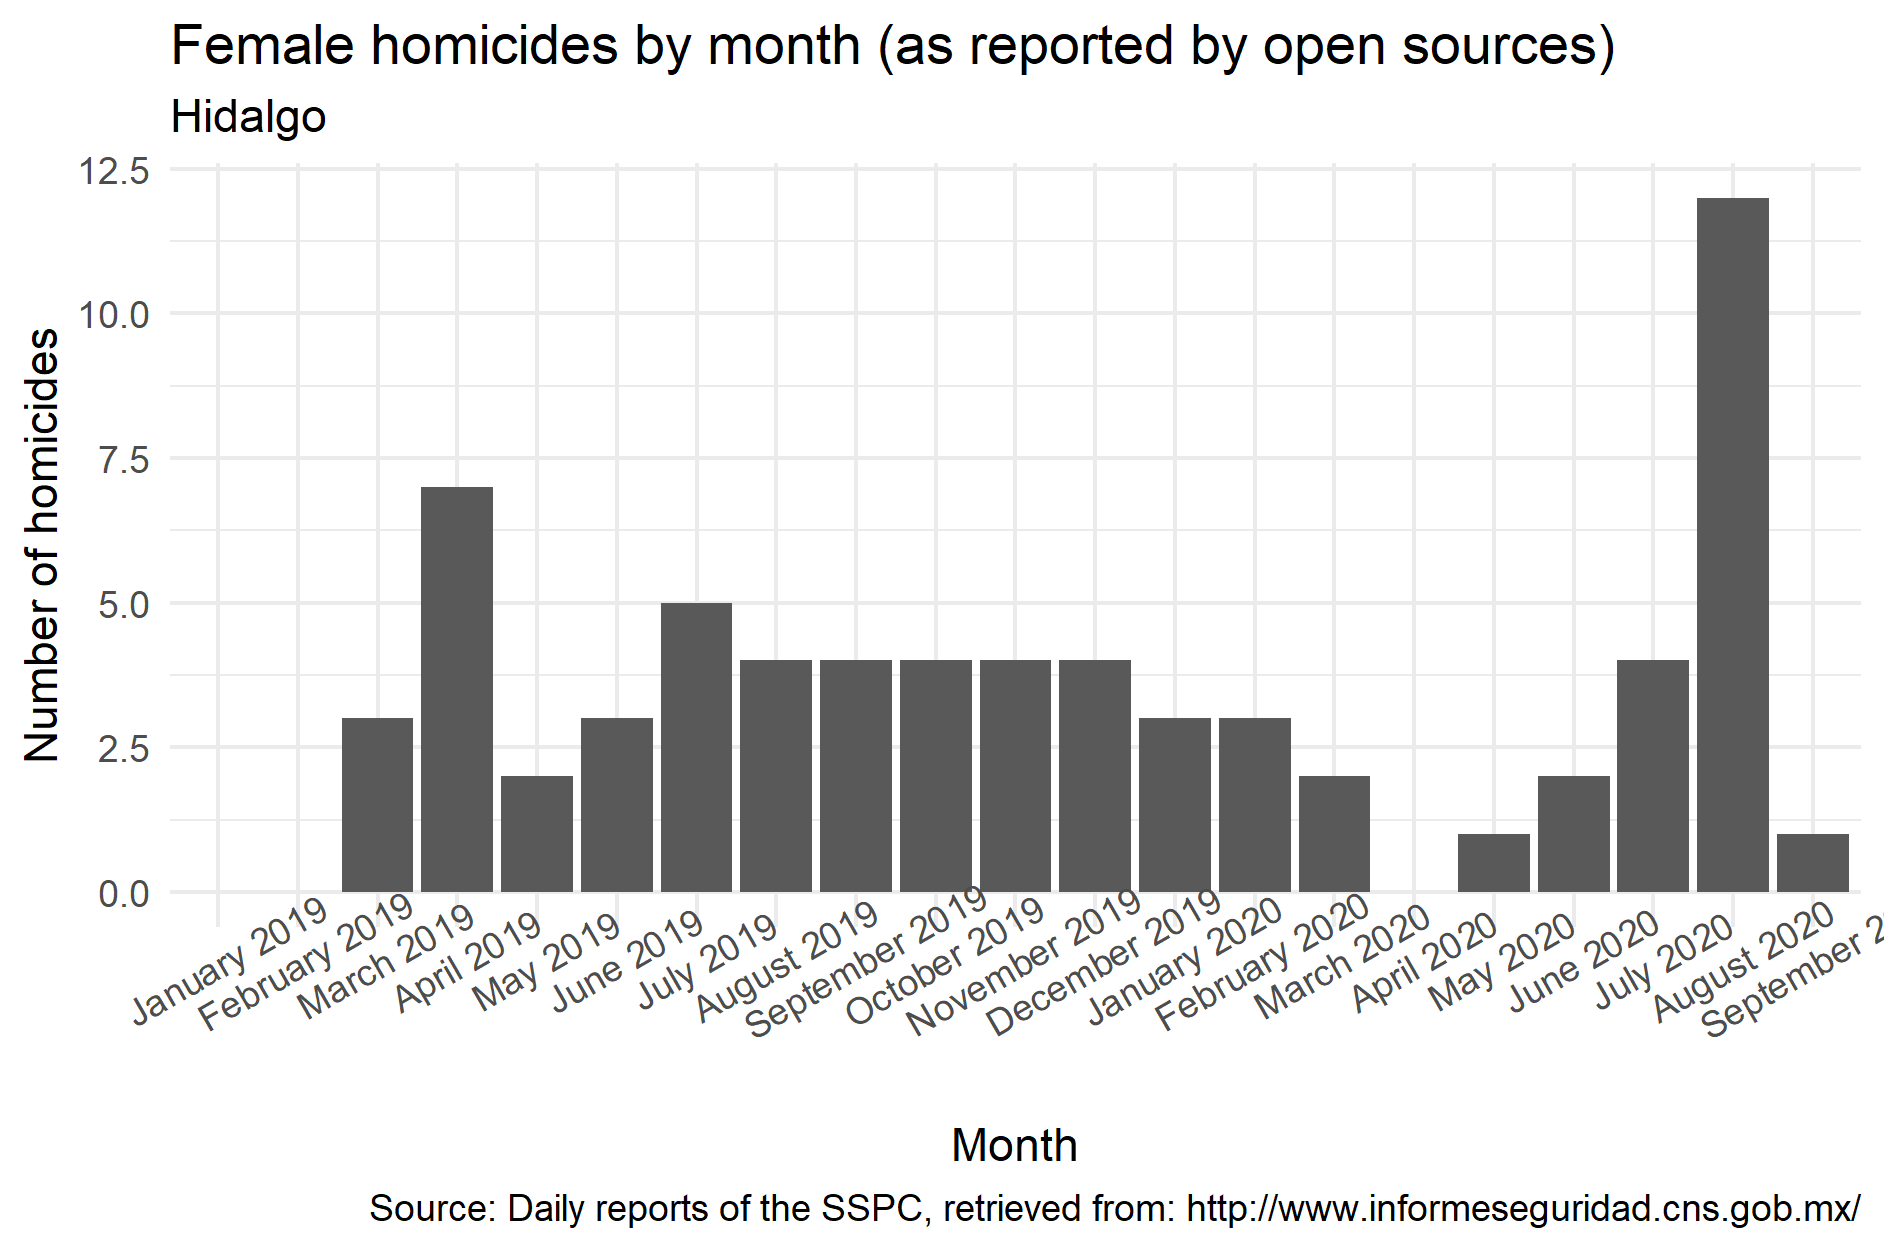 Female homicides by month (as reported by open sources)
Hidalgo
Number of homicides
12.5
10.0
7.5
5.0
2.5
0.0
January 2019
February 2019
March 2019
April 2019
May 2019
June 2019
July 2019
August 2019
September 2019
October 2019
November 2019
December 2019
January 2020
February 2020
March 2020
April 2020
May 2020
June 2020
July 2020
August 2020
September 2
Month
Source: Daily reports of the SSPC, retrieved from: http://www.informeseguridad.cns.gob.mx/